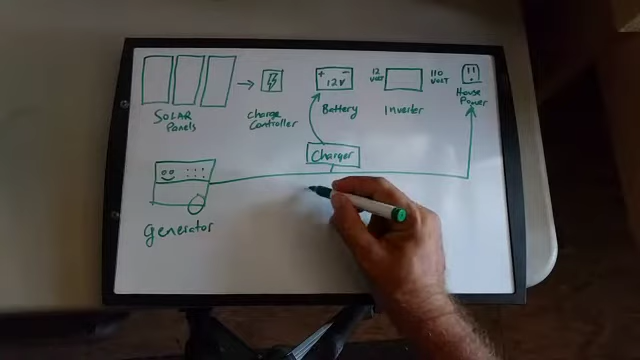 + -
12V
12
VOLT
110
VOLT
SOLAR
Panels
charge
Controller
Battery
Inverter
House
Power
Charger
generator